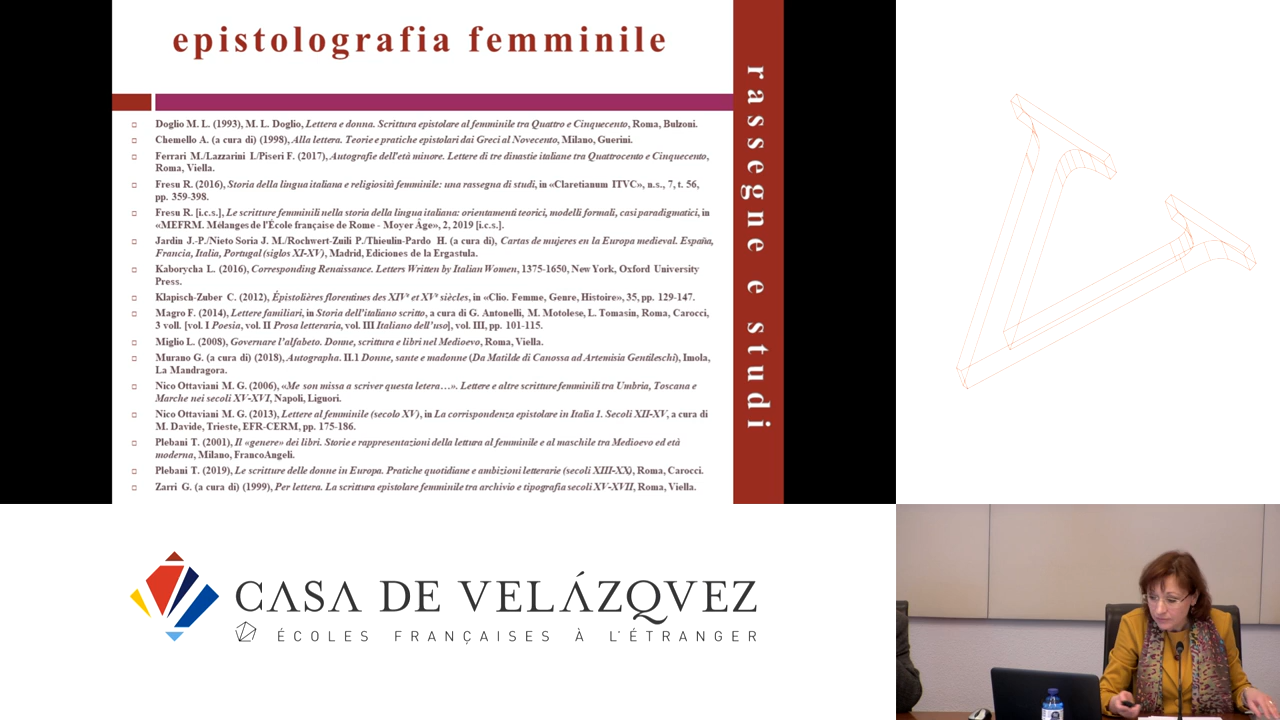 epistolografia femminile
rassegne e studi
Doglio M. L. (1993), M. L. Doglio, Lettera e donna. Scrittura epistolare al femminile tra Quattro e Cinquecento, Roma, Bulzoni.
Chemello A. (a cura di) (1998), Alla lettera. Teorie e pratiche epistolari dai Greci al Novecento, Milano, Guerini.
Ferrari M./Lazzarini I./Piseri F. (2017), Autografie dell'età minore. Lettere di tre dinastie italiane tra Quattrocento e Cinquecento,
Roma, Viella.
Fresu R. (2016), Storia della lingua italiana e religiosità femminile: una rassegna di studi, in «Claretianum ITVC», n.s., 7, t. 56,
pp. 359-398.
Fresu R. [i.c.s.], Le scritture femminili nella storia della lingua italiana: orientamenti teorici, modelli formali, casi paradigmatici, in
«MEFRM. Mélanges de l'École française de Rome - Moyer Âge», 2, 2019 [i.c.s.].
Jardin J.-P./Nieto Soria J. M./Rochwert-Zuili P./Thieulin-Pardo H. (a cura di), Cartas de mujeres en la Europa medieval. España,
Francia, Italia, Portugal (siglos XI-XV), Madrid, Ediciones de la Ergastula.
Kaborycha L. (2016), Corresponding Renaissance. Letters Written by Italian Women, 1375-1650, New York, Oxford University
Press.
Klapisch-Zuber C. (2012), Épistolières florentines des XIVᵉ et XVᵉ siècles, in «Clio. Femme, Genre, Histoire», 35, pp. 129-147.
Magro F. (2014), Lettere familiari, in Storia dell'italiano scritto, a cura di G. Antonelli, M. Motolese, L. Tomasin, Roma, Carocci,
3 voll. [vol. I Poesia, vol. II Prosa letteraria, vol. III Italiano dell'uso], vol. III, pp. 101-115.
Miglio L. (2008), Governare l'alfabeto. Donne, scrittura e libri nel Medioevo, Roma, Viella.
Murano G. (a cura di) (2018), Autographa. II.1 Donne, sante e madonne (Da Matilde di Canossa ad Artemisia Gentileschi), Imola,
La Mandragora.
Nico Ottaviani M. G. (2006), «Me son missa a scriver questa letera…». Lettere e altre scritture femminili tra Umbria, Toscana e
Marche nei secoli XV-XVI, Napoli, Liguori.
Nico Ottaviani M. G. (2013), Lettere al femminile (secolo XV), in La corrispondenza epistolare in Italia 1. Secoli XII-XV, a cura di
M. Davide, Trieste, EFR-CERM, pp. 175-186.
Plebani T. (2001), Il «genere» dei libri. Storie e rappresentazioni della lettura al femminile e al maschile tra Medioevo ed età
moderna, Milano, FrancoAngeli.
Plebani T. (2019), Le scritture delle donne in Europa. Pratiche quotidiane e ambizioni letterarie (secoli XIII-XX), Roma, Carocci.
Zarri G. (a cura di) (1999), Per lettera. La scrittura epistolare femminile tra archivio e tipografia secoli XV-XVII, Roma, Viella.
CASA DE VELÁZQVEZ
ÉCOLES FRANÇAISES À L'ÉTRANGER